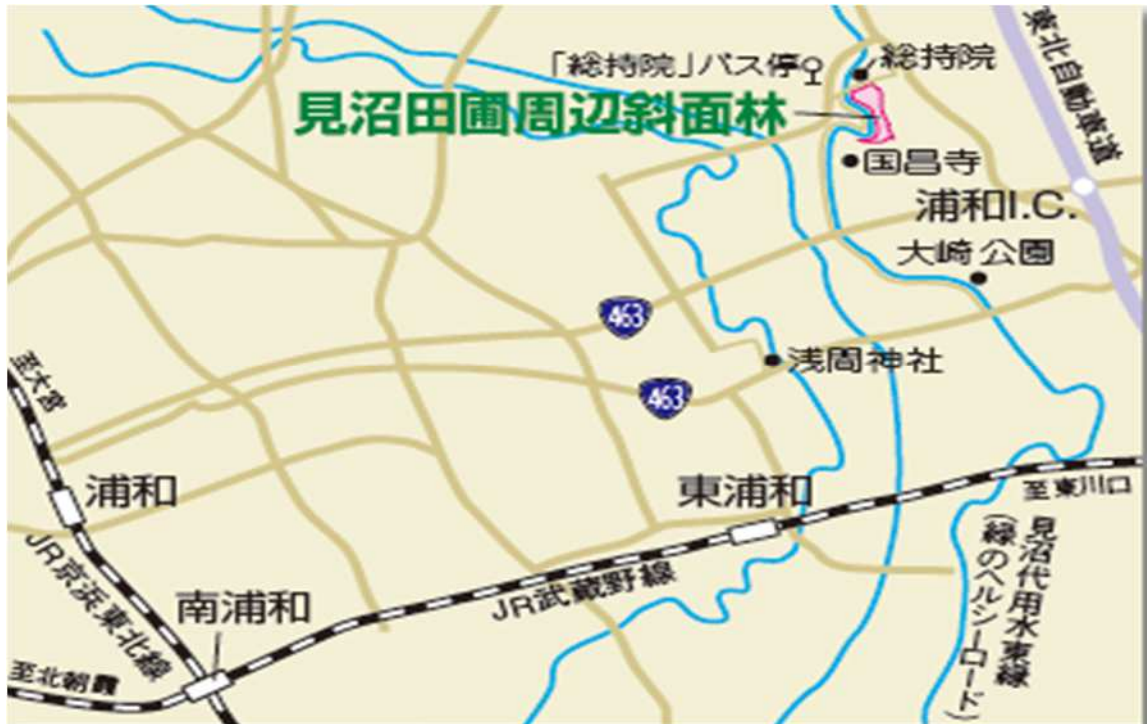 東北自動車道
「総持院」バス停
総持院
見沼田圃周辺斜面林
国昌寺
浦和I.C.
大崎公園
463
浅間神社
463
至大宮
浦和
東浦和
至東川口
JR京浜東北線
南浦和
JR武蔵野線
見沼代用水東縁
(緑のヘルシーロード)
至北朝霞